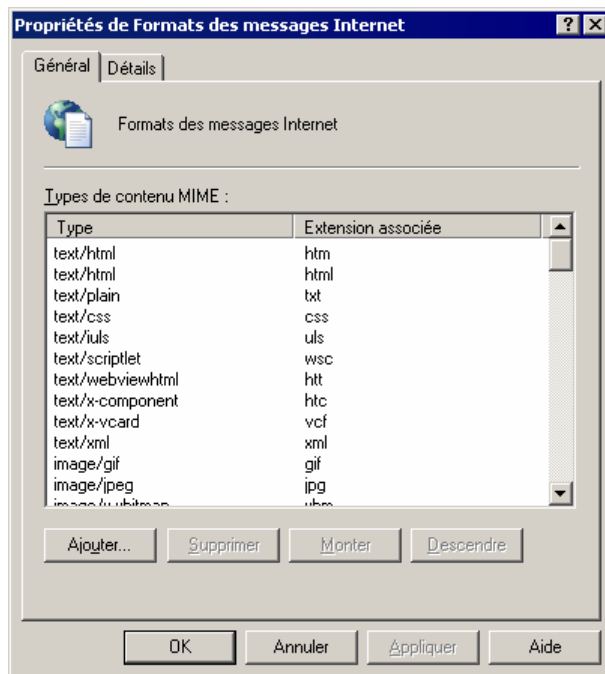 Propriétés de Formats des messages Internet
Général Détails
Formats des messages Internet
Types de contenu MIME :
Type Extension associée
text/html htm
text/html html
text/plain txt
text/css css
text/iuls uls
text/scriptlet wsc
text/webviewhtml htt
text/x-component htc
text/x-vcard vcf
text/xml xml
image/gif gif
image/jpeg jpg
Ajouter... Supprimer Monter Descendre
OK Annuler Appliquer Aide